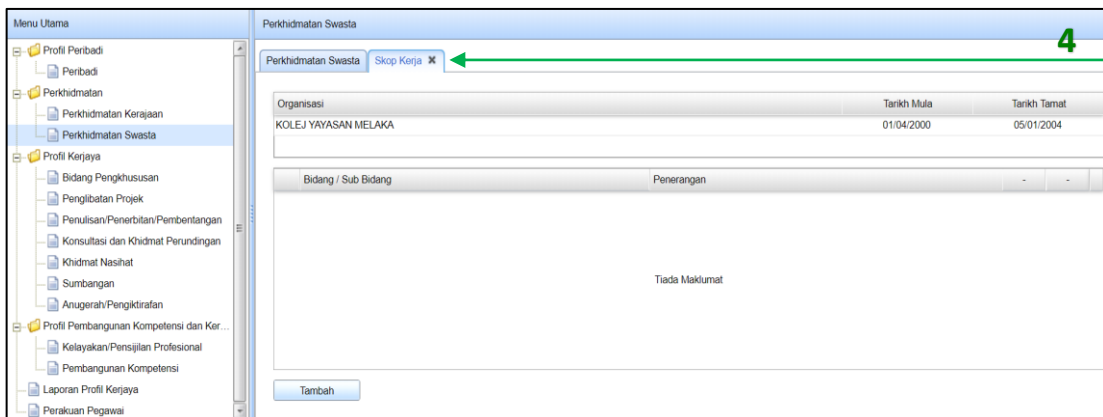 Menu Utama
Profil Peribadi
Peribadi
Perkhidmatan
Perkhidmatan Kerajaan
Perkhidmatan Swasta
Profil Kerjaya
Bidang Pengkhususan
Penglibatan Projek
Penulisan/Penerbitan/Pembentangan
Konsultasi dan Khidmat Perundingan
Khidmat Nasihat
Sumbangan
Anugerah/Pengiktirafan
Profil Pembangunan Kompetensi dan Ker...
Kelayakan/Pensijilan Profesional
Pembangunan Kompetensi
Laporan Profil Kerjaya
Perakuan Pegawai
Perkhidmatan Swasta
4
Perkhidmatan Swasta Skop Kerja
Organisasi Tarikh Mula Tarikh Tamat
KOLEJ YAYASAN MELAKA 01/04/2000 05/01/2004
Bidang / Sub Bidang Penerangan - -
Tiada Maklumat
Tambah